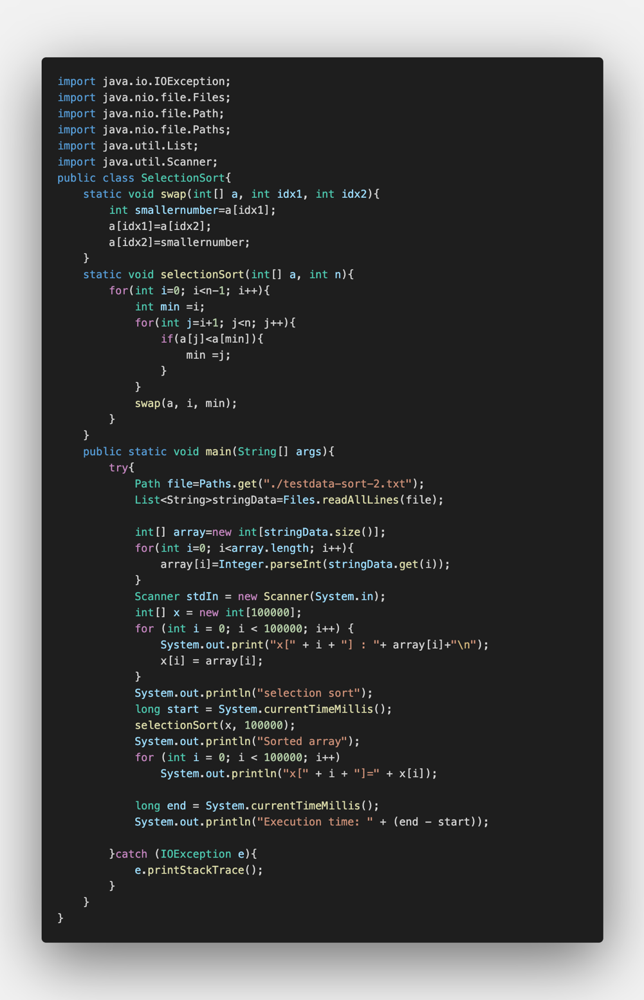 import java.io.IOException;
import java.nio.file.Files;
import java.nio.file.Path;
import java.nio.file.Paths;
import java.util.List;
import java.util.Scanner;
public class SelectionSort{
    static void swap(int[] a, int idx1, int idx2){
        int smallernumber=a[idx1];
        a[idx1]=a[idx2];
        a[idx2]=smallernumber;
    }
    static void selectionSort(int[] a, int n){
        for(int i=0; i<n-1; i++){
            int min =i;
            for(int j=i+1; j<n; j++){
                if(a[j]<a[min]){
                    min =j;
                }
            }
            swap(a, i, min);
        }
    }
    public static void main(String[] args){
        try{
            Path file=Paths.get("./testdata-sort-2.txt");
            List<String>stringData=Files.readAllLines(file);

            int[] array=new int[stringData.size()];
            for(int i=0; i<array.length; i++){
                array[i]=Integer.parseInt(stringData.get(i));
            }
            Scanner stdIn = new Scanner(System.in);
            int[] x = new int[100000];
            for (int i = 0; i < 100000; i++) {
                System.out.print("x[" + i + "] : "+ array[i]+"\n");
                x[i] = array[i];
            }
            System.out.println("selection sort");
            long start = System.currentTimeMillis();
            selectionSort(x, 100000);
            System.out.println("Sorted array");
            for (int i = 0; i < 100000; i++)
                System.out.println("x[" + i + "]=" + x[i]);

            long end = System.currentTimeMillis();
            System.out.println("Execution time: " + (end - start));

        }catch (IOException e){
            e.printStackTrace();
        }
    }
}